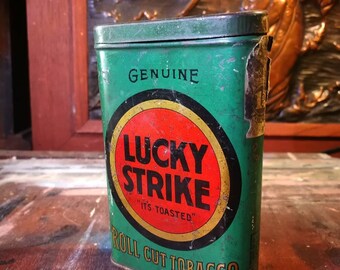 GENUINE
LUCKY
STRIKE
"IT'S TOASTED"
ROLL CUT TOBACCO